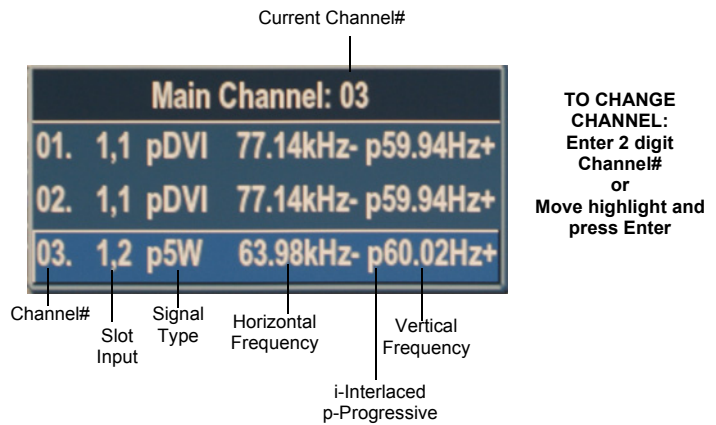 Current Channel#
Main Channel: 03
01. 1,1 pDVI 77.14kHz- p59.94Hz+
02. 1,1 pDVI 77.14kHz- p59.94Hz+
03. 1,2 p5W 63.98kHz- p60.02Hz+
Channel#
Slot
Input
Signal
Type
Horizontal
Frequency
Vertical
Frequency
i-Interlaced
p-Progressive
TO CHANGE
CHANNEL:
Enter 2 digit
Channel#
or
Move highlight and
press Enter